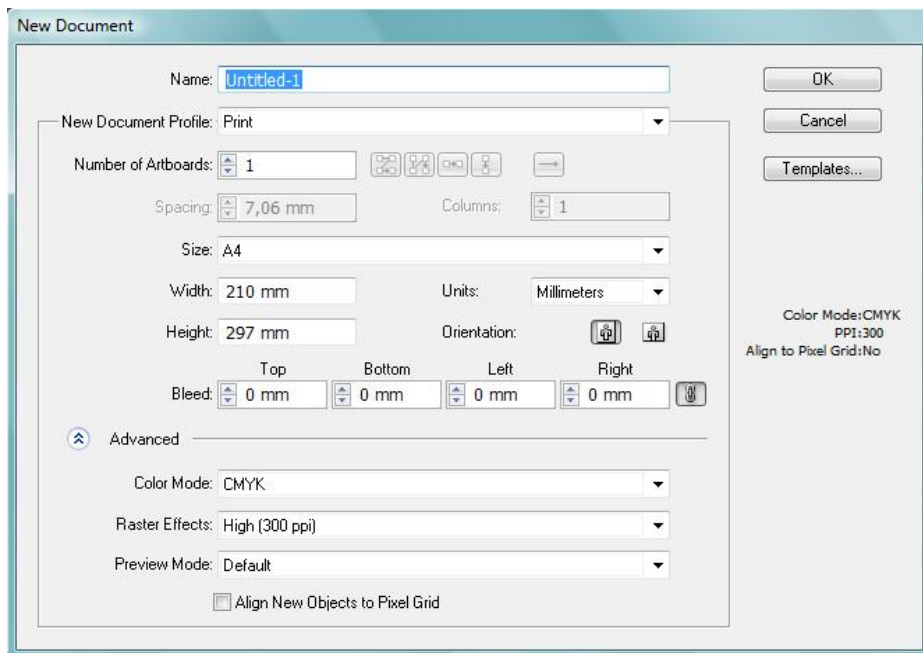 New Document
Name: Untitled-1
OK
New Document Profile: Print
Cancel
Number of Artboards: 1
Templates...
Spacing: 7,06 mm Columns: 1
Size: A4
Width: 210 mm Units: Millimeters
Height: 297 mm Orientation:
Color Mode:CMYK
PPI:300
Align to Pixel Grid:No
Top Bottom Left Right
Bleed: 0 mm 0 mm 0 mm 0 mm
Advanced
Color Mode: CMYK
Raster Effects: High (300 ppi)
Preview Mode: Default
Align New Objects to Pixel Grid